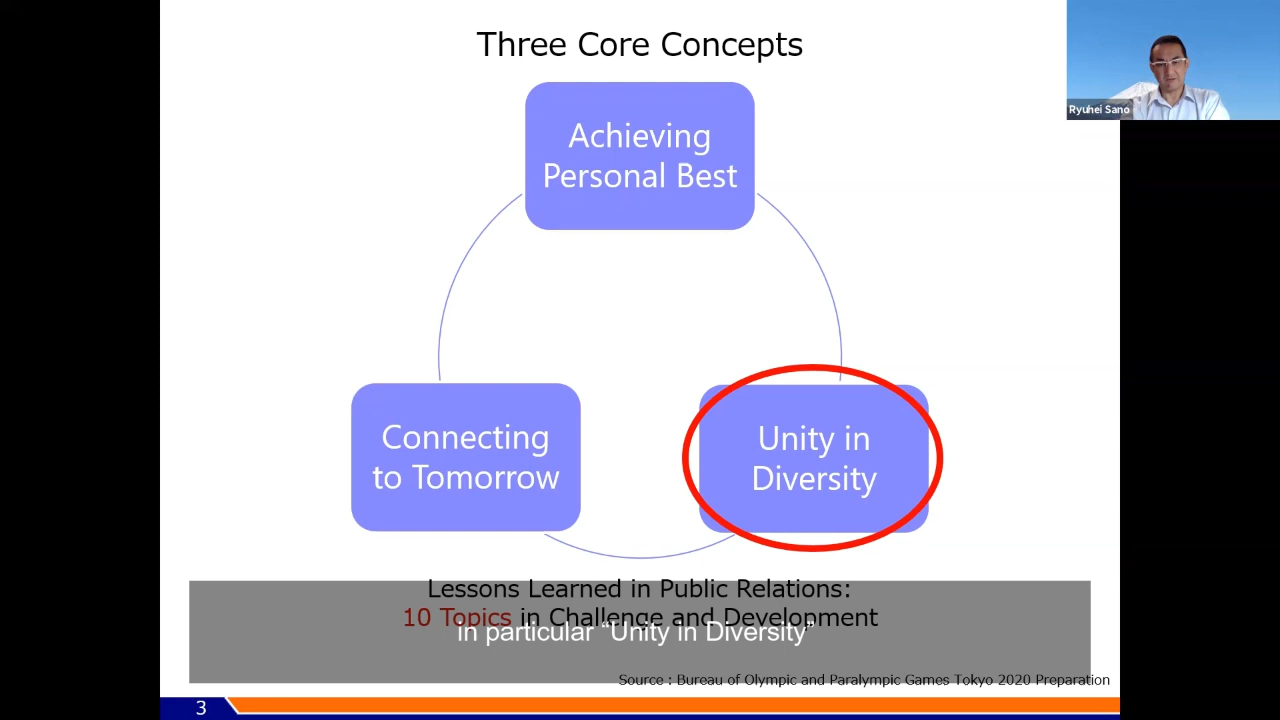 Three Core Concepts
Ryuhei Sano
Achieving
Personal Best
Connecting
to Tomorrow
Unity in
Diversity
Lessons Learned in Public Relations:
10 Topics in Challenge and Development
in particular “Unity in Diversity”
Source : Bureau of Olympic and Paralympic Games Tokyo 2020 Preparation
3